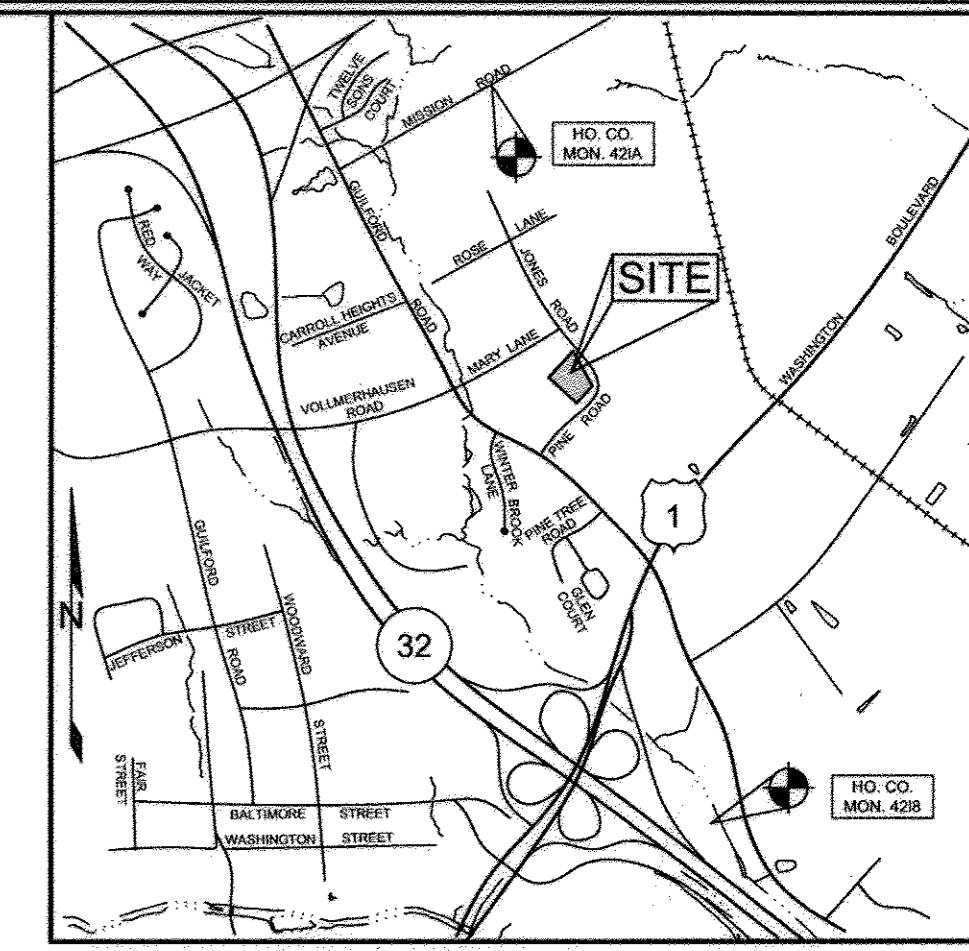 TWELVE
SONS
COURT
MISSION ROAD
HO. CO.
MON. 421A
GUILFORD
ROAD
ROSE LANE
JONES
ROAD
SITE
RED
WAY
JACKET
CARROLL HEIGHTS
AVENUE
MARY LANE
VOLLMERHAUSEN
ROAD
WASHINGTON BOULEVARD
PINE ROAD
WINTER BROOK
LANE
1
PINE TREE
ROAD
GLEN
COURT
GUILFORD
ROAD
N
WOODWARD
STREET
JEFFERSON STREET
32
FAIR
STREET
BALTIMORE STREET
WASHINGTON STREET
HO. CO.
MON. 4218